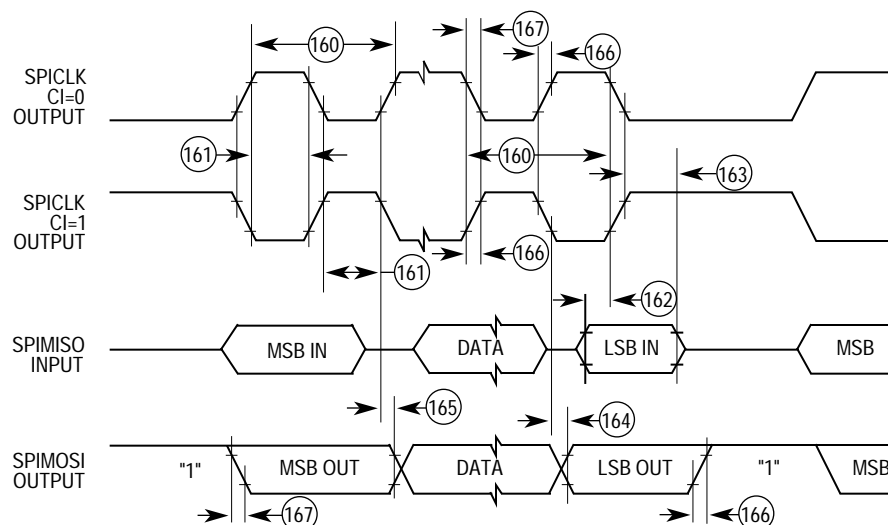 167
160
166
SPICLK
CI=0
OUTPUT
161
160
163
SPICLK
CI=1
OUTPUT
161
166
162
SPIMISO
INPUT
MSB IN
DATA
LSB IN
MSB
165
164
SPIMOSI
OUTPUT
"1"
MSB OUT
DATA
LSB OUT
"1"
MSB
167
166